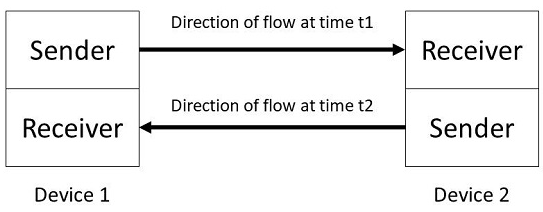 Direction of flow at time t1
Sender
Receiver
Direction of flow at time t2
Receiver
Sender
Device 1
Device 2